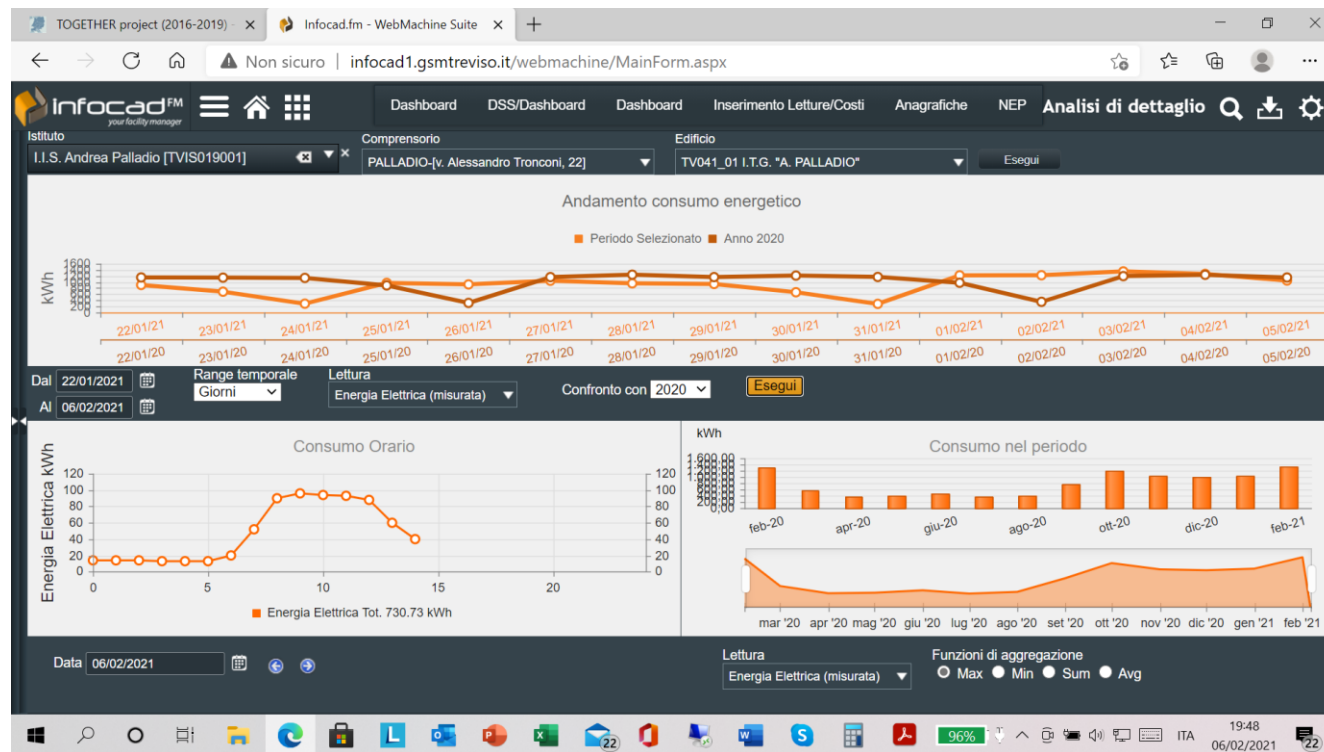 TOGETHER project (2016-2019) -
Infocad.fm - WebMachine Suite
Non sicuro | infocad1.gsmtreviso.it/webmachine/MainForm.aspx
infocad FM
your facility manager
Dashboard DSS/Dashboard Dashboard Inserimento Letture/Costi Anagrafiche NEP Analisi di dettaglio
Istituto Comprensorio Edificio
I.I.S. Andrea Palladio [TVIS019001] PALLADIO-[v. Alessandro Tronconi, 22] TV041_01 I.T.G. "A. PALLADIO" Esegui
Andamento consumo energetico
Periodo Selezionato Anno 2020
kWh
1600
200
0
22/01/21 23/01/21 24/01/21 25/01/21 26/01/21 27/01/21 28/01/21 29/01/21 30/01/21 31/01/21 01/02/21 02/02/21 03/02/21 04/02/21 05/02/21
22/01/20 23/01/20 24/01/20 25/01/20 26/01/20 27/01/20 28/01/20 29/01/20 30/01/20 31/01/20 01/02/20 02/02/20 03/02/20 04/02/20 05/02/20
Dal 22/01/2021 Range temporale Lettura
Giorni Energia Elettrica (misurata) Confronto con 2020 Esegui
Al 06/02/2021
Consumo Orario
Energia Elettrica kWh
120 120
100 100
80 80
60 60
40 40
20 20
0 0
0 5 10 15 20
Energia Elettrica Tot. 730.73 kWh
kWh
Consumo nel periodo
1.600,00
0,00
feb-20 apr-20 giu-20 ago-20 ott-20 dic-20 feb-21
mar '20 apr '20 mag '20 giu '20 lug '20 ago '20 set '20 ott '20 nov '20 dic '20 gen '21 feb '21
Data 06/02/2021
Lettura Funzioni di aggregazione
Energia Elettrica (misurata) Max Min Sum Avg
22 96% ITA 19:48
06/02/2021 22